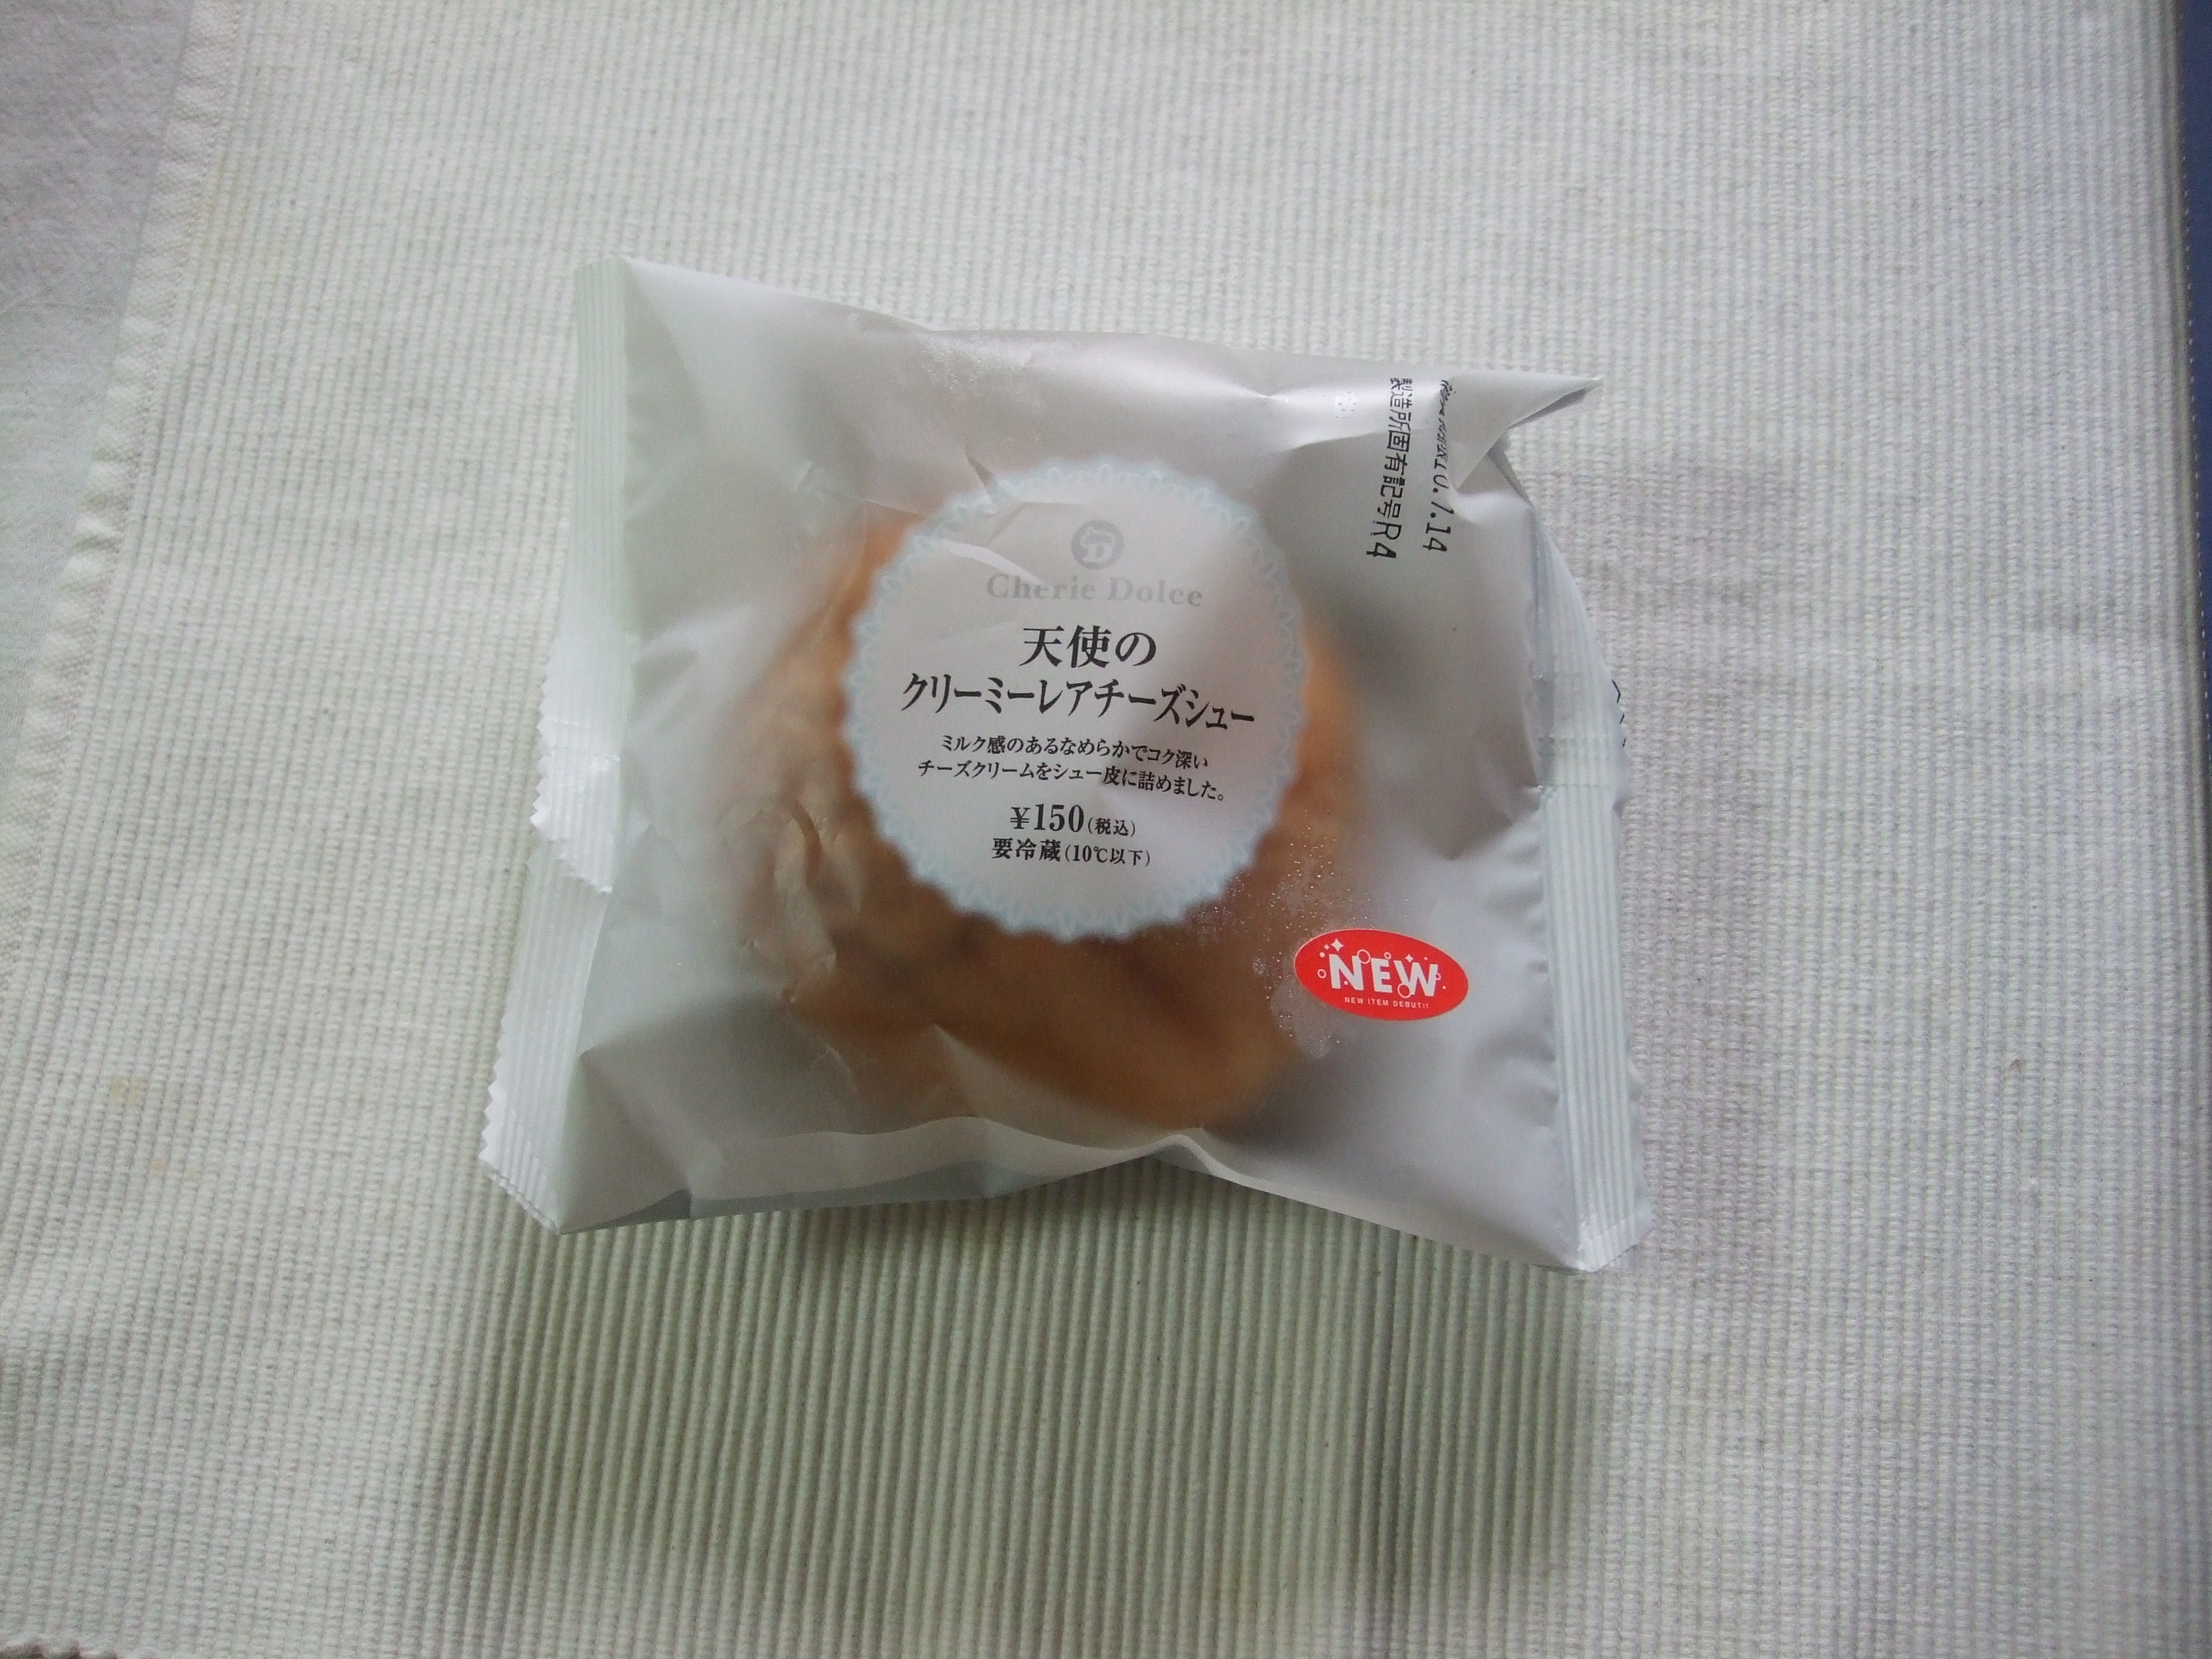 Cherie Dolce
天使の
クリーミーレアチーズシュー
ミルク感のあるなめらかでコク深い
チーズクリームをシュー皮に詰めました。
¥150(税込)
要冷蔵(10℃以下)
10.7.14
製造所固有記号R4
NEW
NEW ITEM DEBUT!!